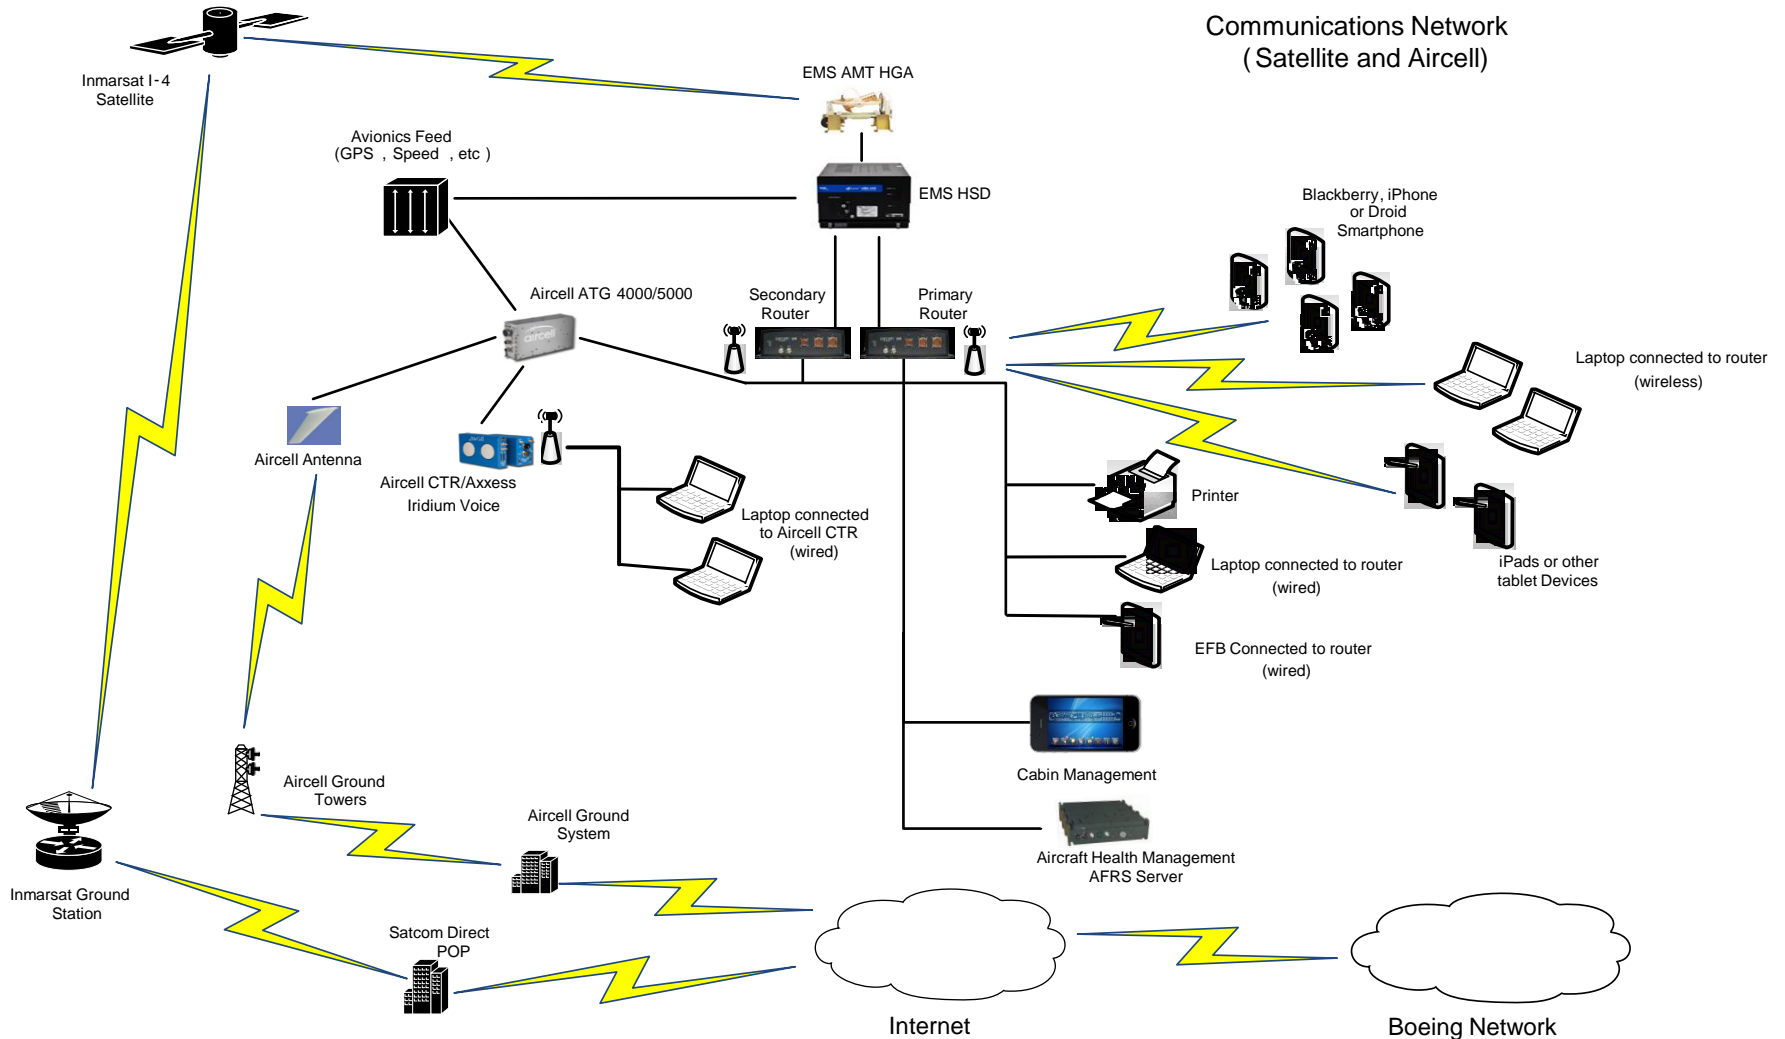 Communications Network
(Satellite and Aircell)
Inmarsat I-4
Satellite
EMS AMT HGA
Avionics Feed
(GPS , Speed , etc )
EMS HSD
Blackberry, iPhone
or Droid
Smartphone
Aircell ATG 4000/5000
aircell
Secondary
Router
Primary
Router
Laptop connected to router
(wireless)
Aircell Antenna
Aircell CTR/Axxess
Iridium Voice
Laptop connected
to Aircell CTR
(wired)
Printer
Laptop connected to router
(wired)
iPads or other
tablet Devices
EFB Connected to router
(wired)
Cabin Management
Aircell Ground
Towers
Aircell Ground
System
Aircraft Health Management
AFRS Server
Inmarsat Ground
Station
Satcom Direct
POP
Internet
Boeing Network